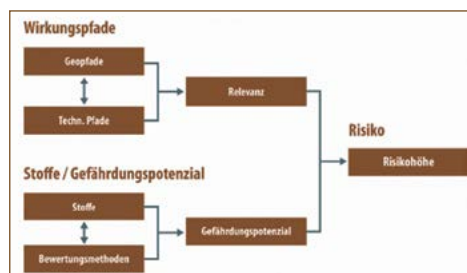 Wirkungspfade
Geopfade
Techn. Pfade
Relevanz
Risiko
Risikohöhe
Stoffe / Gefährdungspotenzial
Stoffe
Bewertungsmethoden
Gefährdungspotenzial